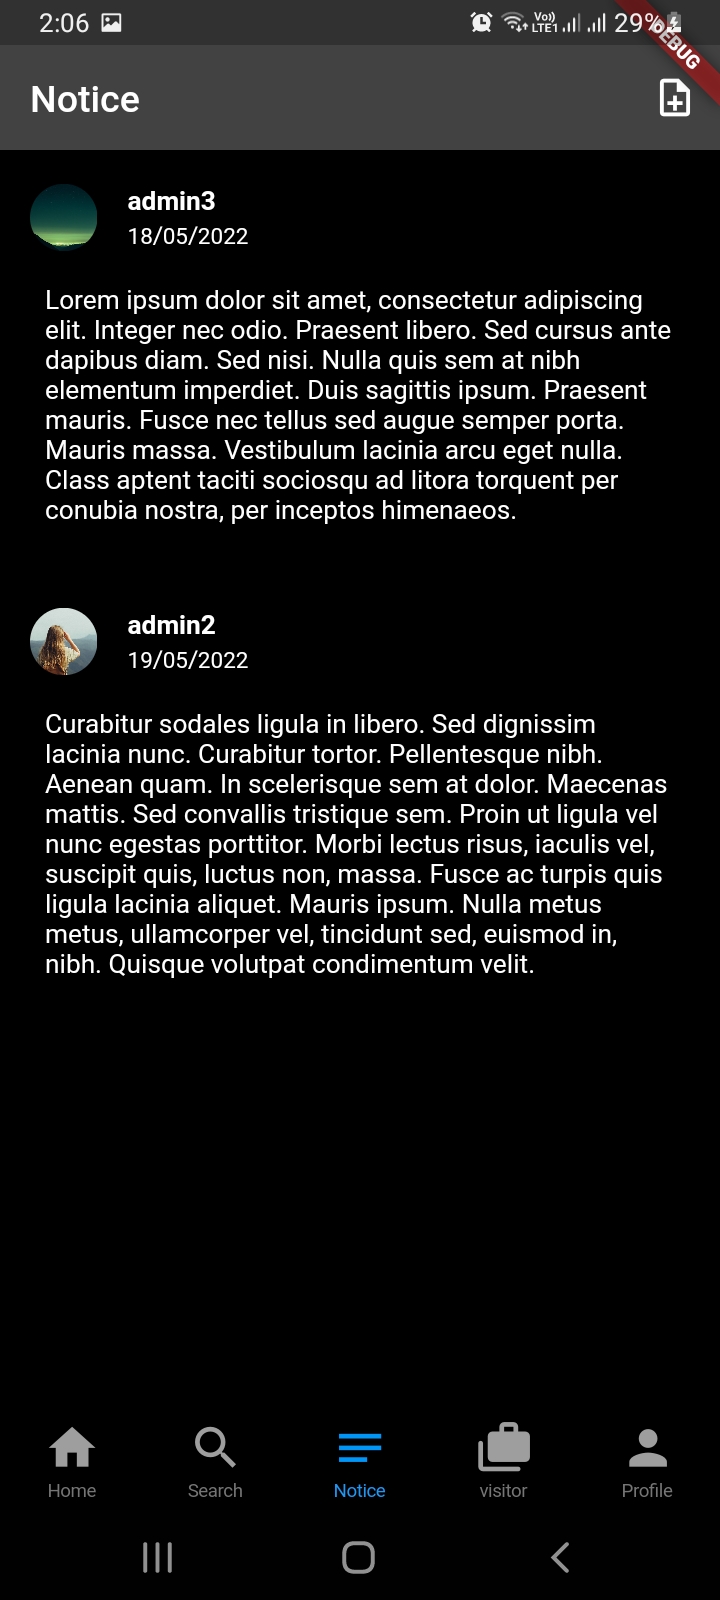 2:06
Vo))
LTE1
29%
DEBUG
Notice
admin3
18/05/2022
Lorem ipsum dolor sit amet, consectetur adipiscing
elit. Integer nec odio. Praesent libero. Sed cursus ante
dapibus diam. Sed nisi. Nulla quis sem at nibh
elementum imperdiet. Duis sagittis ipsum. Praesent
mauris. Fusce nec tellus sed augue semper porta.
Mauris massa. Vestibulum lacinia arcu eget nulla.
Class aptent taciti sociosqu ad litora torquent per
conubia nostra, per inceptos himenaeos.
admin2
19/05/2022
Curabitur sodales ligula in libero. Sed dignissim
lacinia nunc. Curabitur tortor. Pellentesque nibh.
Aenean quam. In scelerisque sem at dolor. Maecenas
mattis. Sed convallis tristique sem. Proin ut ligula vel
nunc egestas porttitor. Morbi lectus risus, iaculis vel,
suscipit quis, luctus non, massa. Fusce ac turpis quis
ligula lacinia aliquet. Mauris ipsum. Nulla metus
metus, ullamcorper vel, tincidunt sed, euismod in,
nibh. Quisque volutpat condimentum velit.
Home
Search
Notice
visitor
Profile